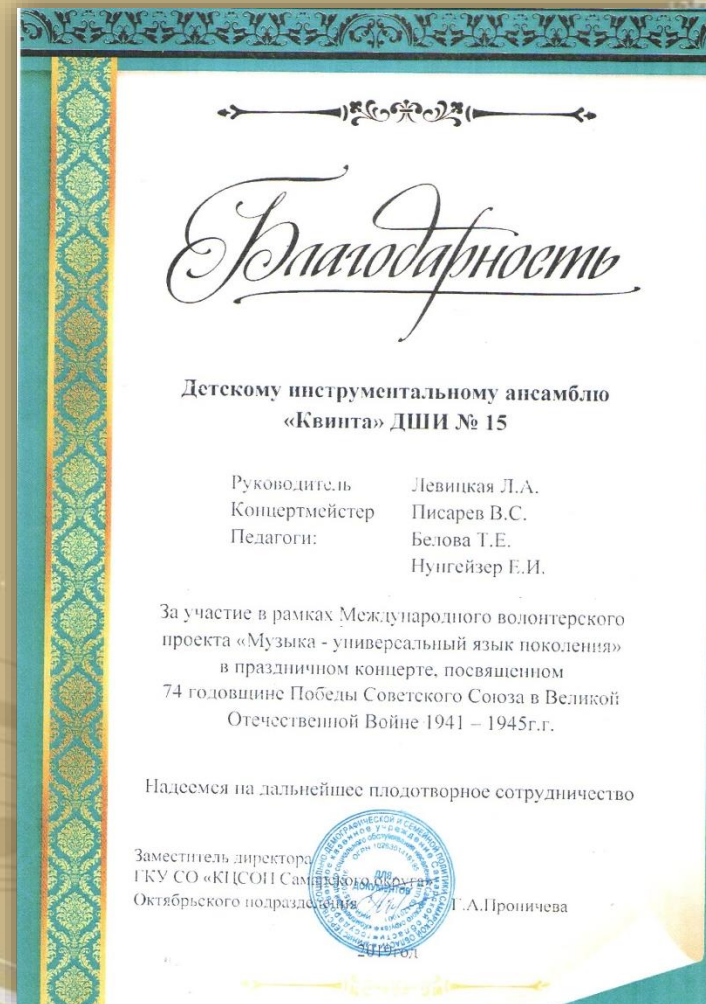 Благодарность
Детскому инструментальному ансамблю
«Квинта» ДШИ № 15
Руководитель Левицкая Л.А.
Концертмейстер Писарев В.С.
Педагоги: Белова Т.Е.
Нунгейзер Е.И.
За участие в рамках Международного волонтерского
проекта «Музыка - универсальный язык поколения»
в праздничном концерте, посвященном
74 годовщине Победы Советского Союза в Великой
Отечественной Войне 1941 – 1945г.г.
Надеемся на дальнейшее плодотворное сотрудничество
Заместитель директора
ГКУ СО «КЦСОН Самарского округа»
Октябрьского подразделения Г.А.Проничева
ДЛЯ
ДОКУМЕНТОВ
2019год